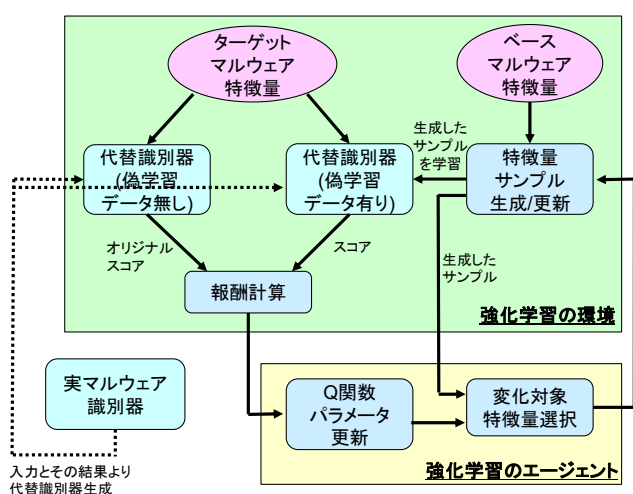 ターゲット
マルウェア
特徴量
ベース
マルウェア
特徴量
代替識別器
(偽学習
データ無し)
代替識別器
(偽学習
データ有り)
生成した
サンプル
を学習
特徴量
サンプル
生成/更新
オリジナル
スコア
スコア
生成した
サンプル
報酬計算
強化学習の環境
実マルウェア
識別器
Q関数
パラメータ
更新
変化対象
特徴量選択
強化学習のエージェント
入力とその結果より
代替識別器生成